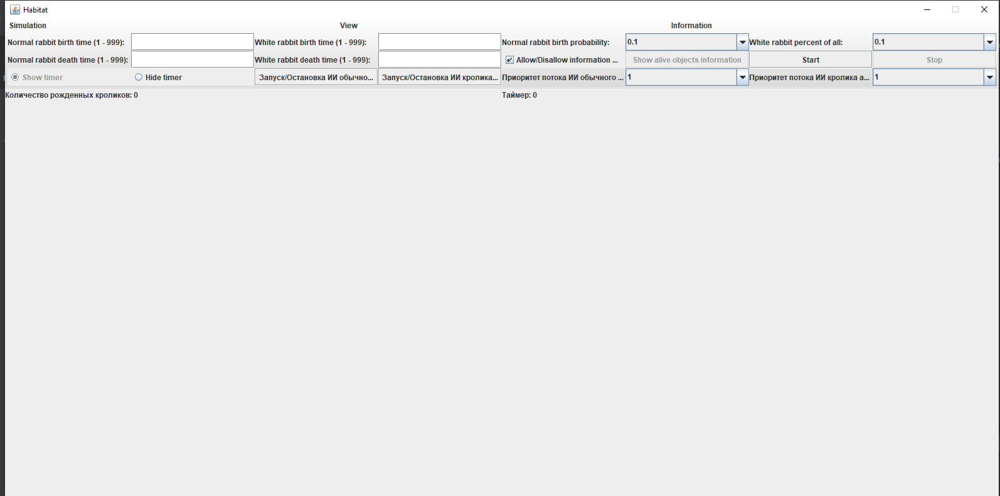 Habitat
Simulation View Information
Normal rabbit birth time (1 - 999): White rabbit birth time (1 - 999): Normal rabbit birth probability: 0.1 White rabbit percent of all: 0.1
Normal rabbit death time (1 - 999): White rabbit death time (1 - 999): Allow/Disallow information ... Show alive objects information Start Stop
Show timer Hide timer Запуск/Остановка ИИ обычно... Запуск/Остановка ИИ кролика... Приоритет потока ИИ обычного ... 1 Приоритет потока ИИ кролика а... 1
Количество рожденных кроликов: 0 Таймер: 0